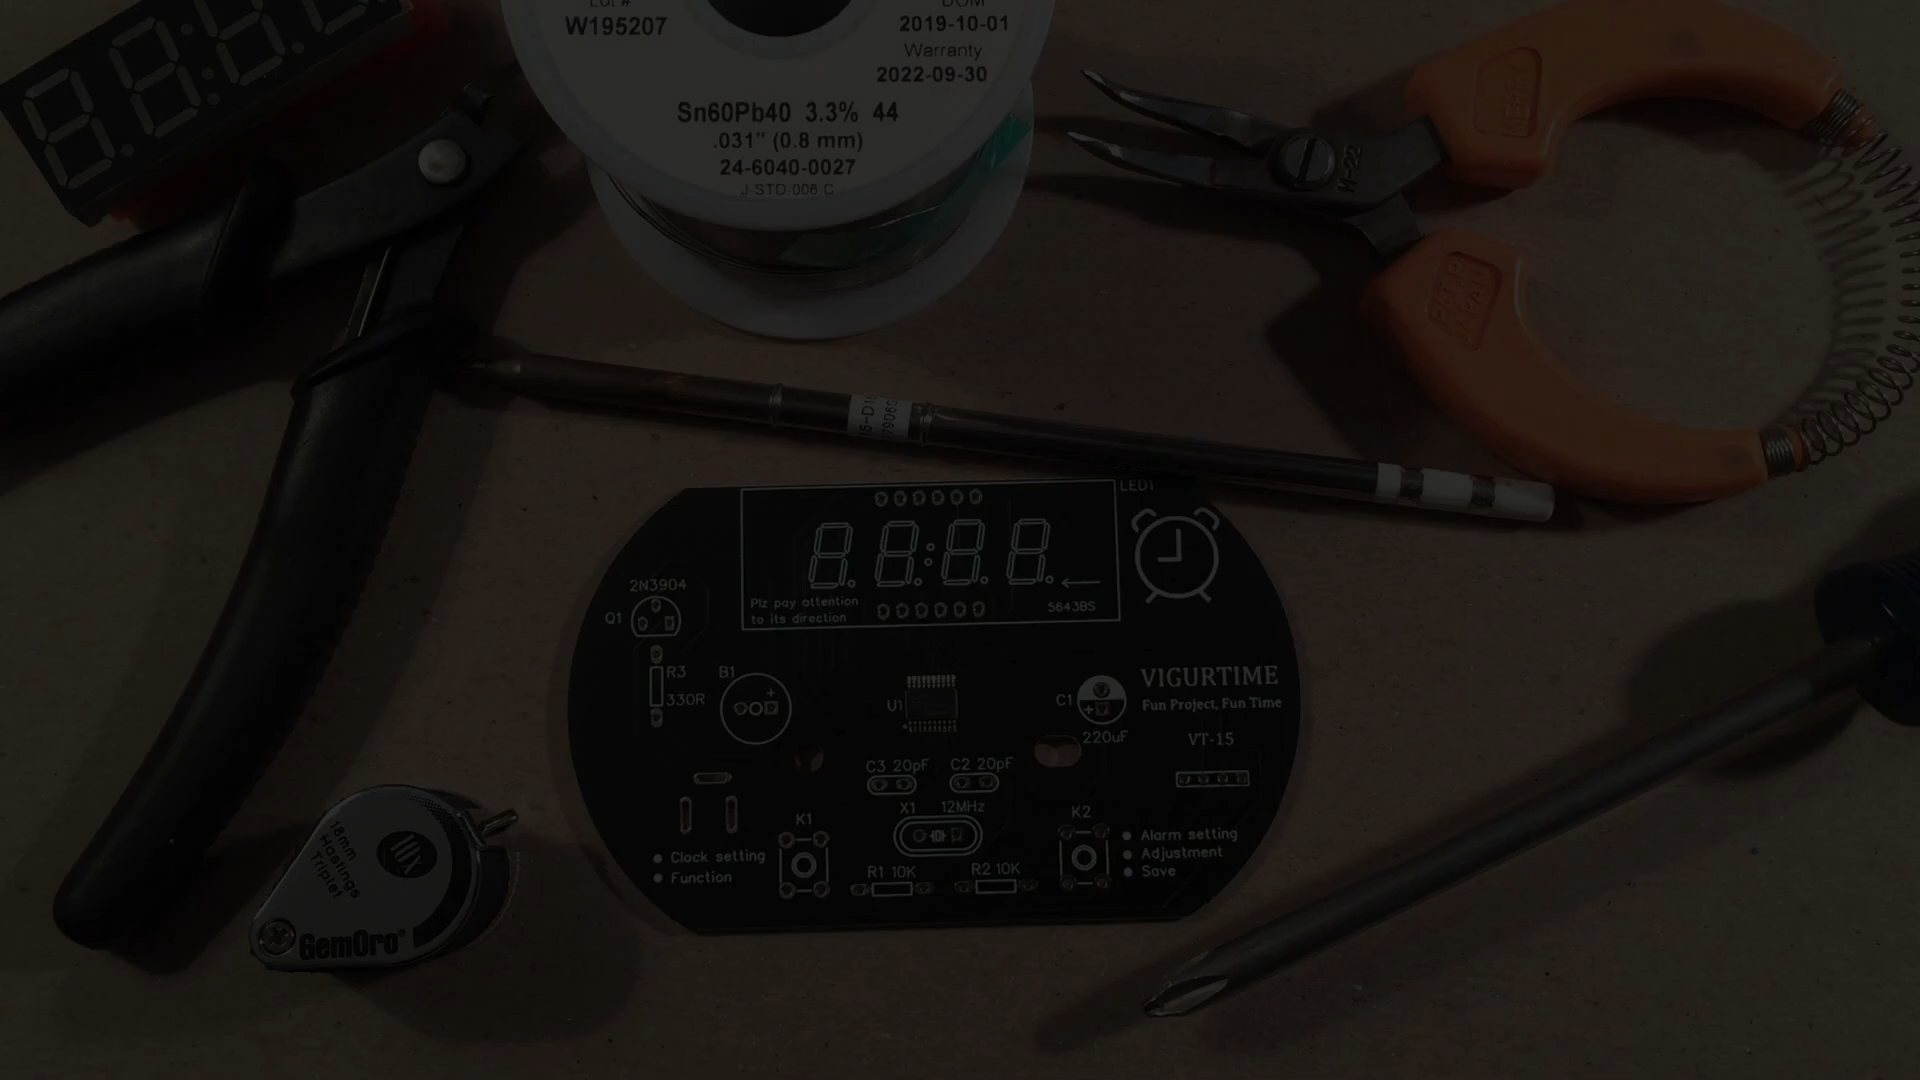 Lot #
W195207
DOM
2019-10-01
Warranty
2022-09-30
Sn60Pb40 3.3% 44
.031" (0.8 mm)
24-6040-0027
J-STD 006 C
N-22
JAPAN
LED1
2N3904
Q1
Plz pay attention
to its direction
5643BS
R3
330R
B1
U1
C1
220uF
VIGURTIME
Fun Project, Fun Time
VT-15
C3 20pF
C2 20pF
X1 12MHz
K1
K2
Clock setting
Function
R1 10K
R2 10K
Alarm setting
Adjustment
Save
10X
18mm
Hastings
Triplet
GemOro®